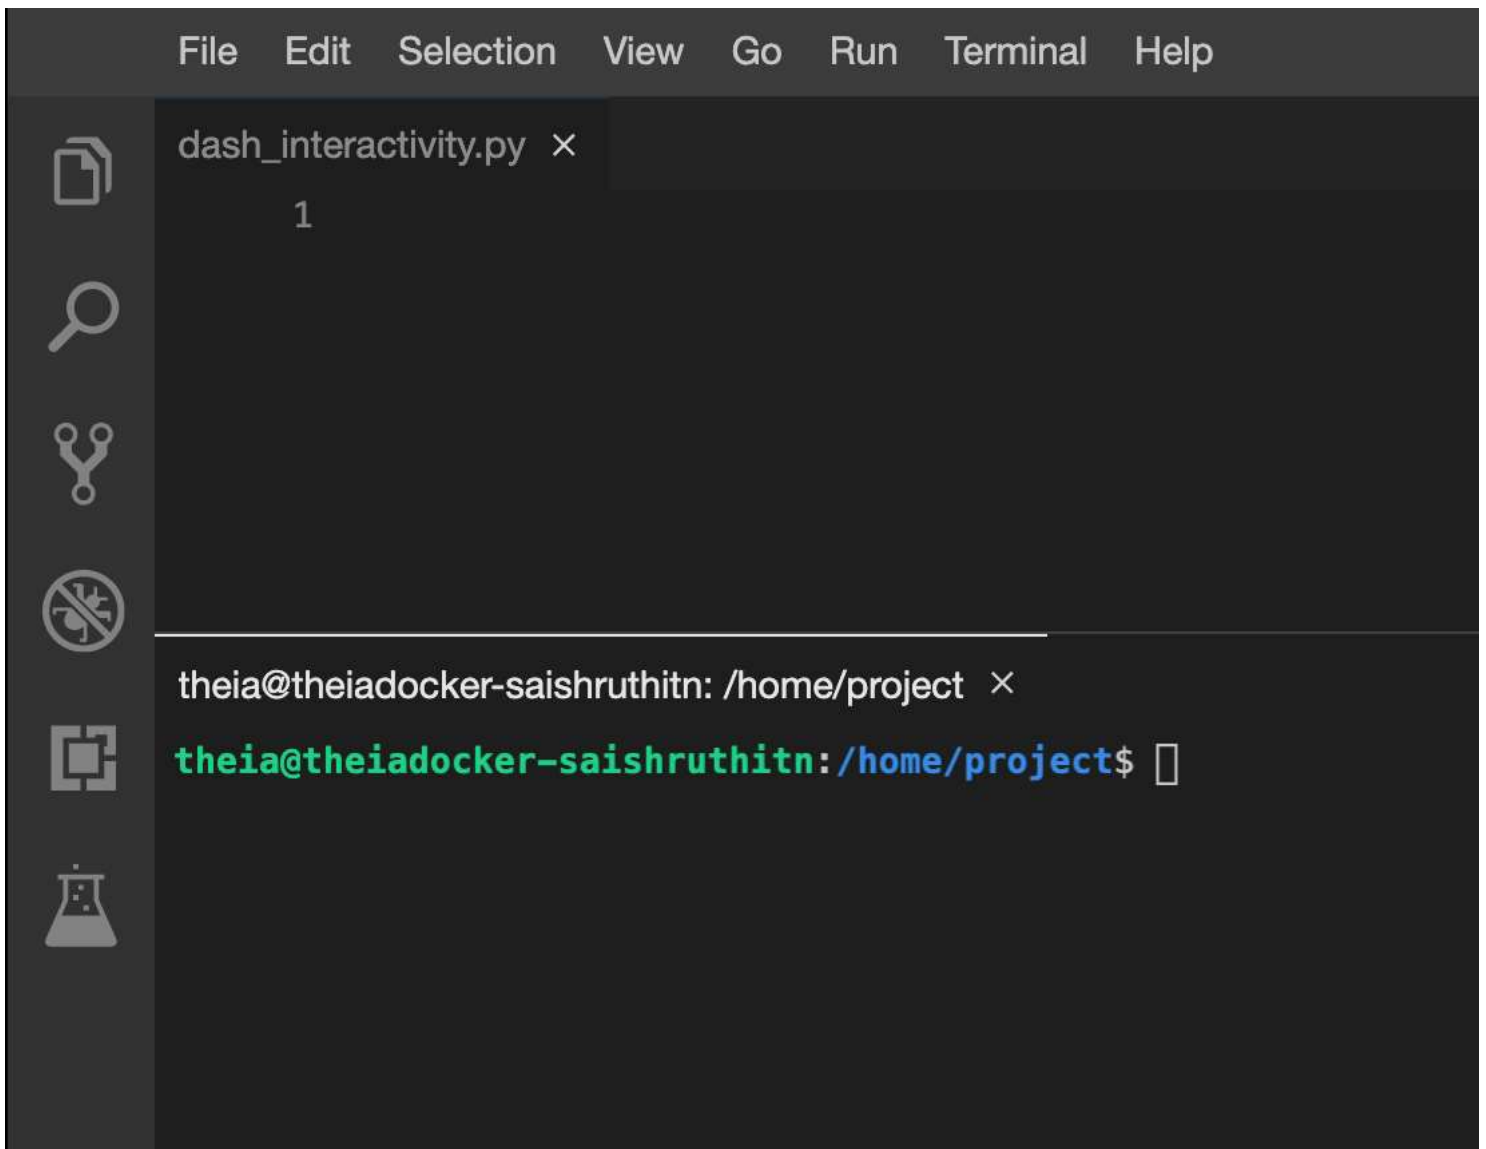 File Edit Selection View Go Run Terminal Help
dash_interactivity.py ×
1
theia@theiadocker-saishruthitn: /home/project ×
theia@theiadocker-saishruthitn:/home/project$